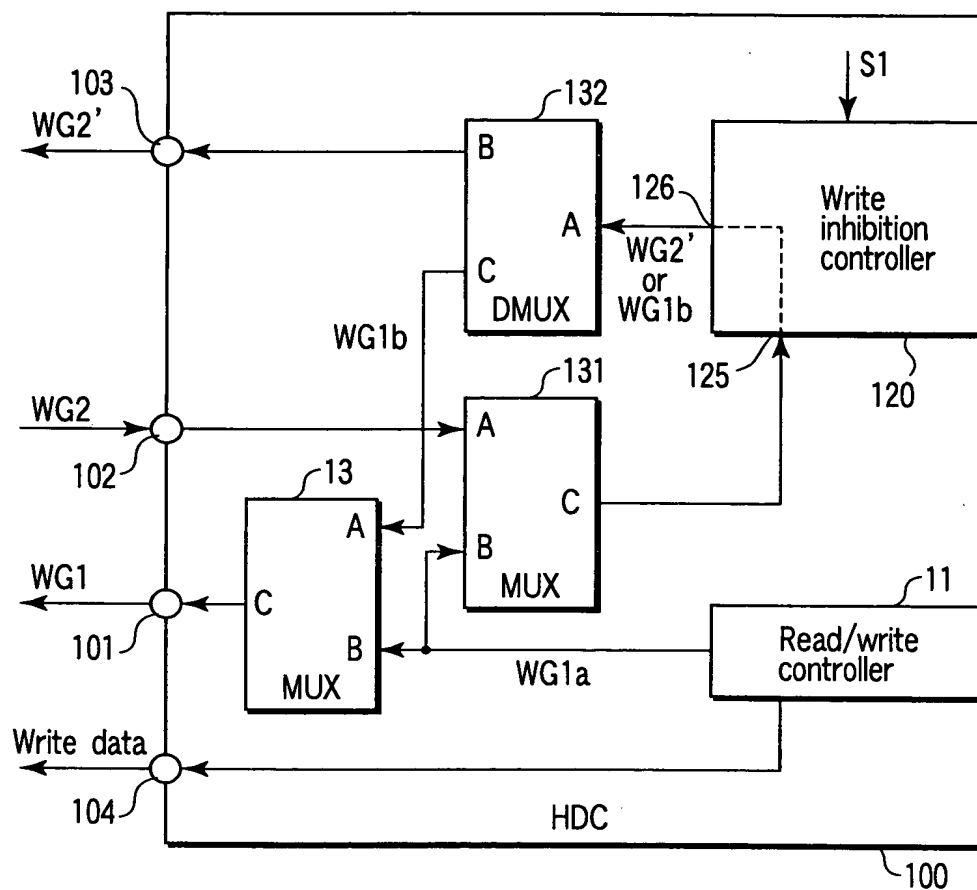 S1
103
WG2'
132
B
A
C
DMUX
126
WG2'
or
WG1b
Write
inhibition
controller
125
120
WG1b
131
WG2
102
A
B
C
MUX
13
A
C
B
MUX
WG1
101
WG1a
11
Read/write
controller
Write data
104
HDC
100